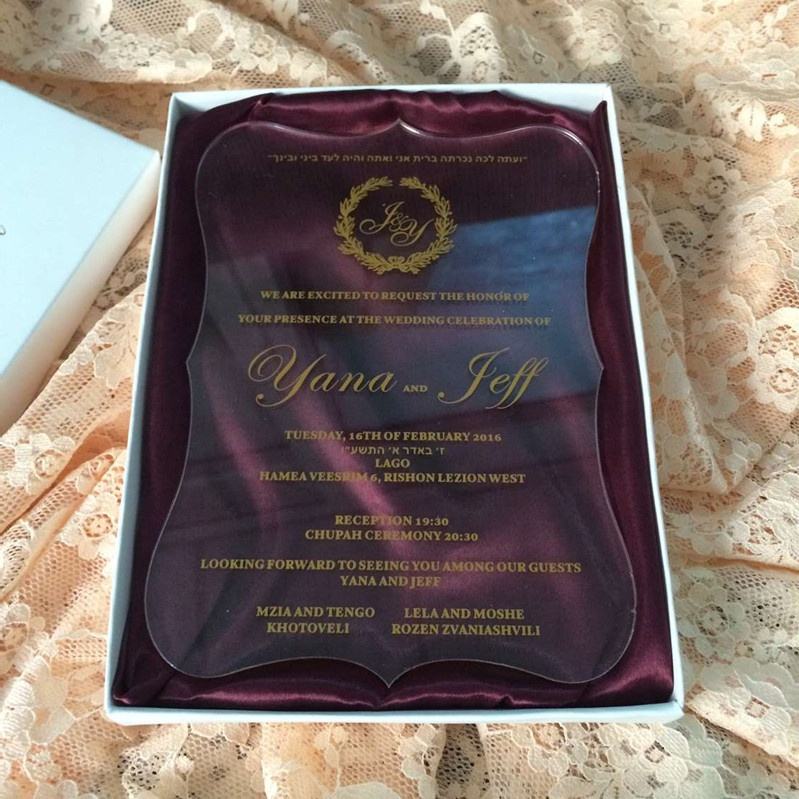 "ועתה לכה נכרתה ברית אני ואתה והיה לעד ביני ובינך"
J&Y
WE ARE EXCITED TO REQUEST THE HONOR OF
YOUR PRESENCE AT THE WEDDING CELEBRATION OF
Yana AND Jeff
TUESDAY, 16TH OF FEBRUARY 2016
ז' באדר א' התשע"ו
LAGO
HAMEA VEESRIM 6, RISHON LEZION WEST
RECEPTION 19:30
CHUPAH CEREMONY 20:30
LOOKING FORWARD TO SEEING YOU AMONG OUR GUESTS
YANA AND JEFF
MZIA AND TENGO
KHOTOVELI
LELA AND MOSHE
ROZEN ZVANIASHVILI